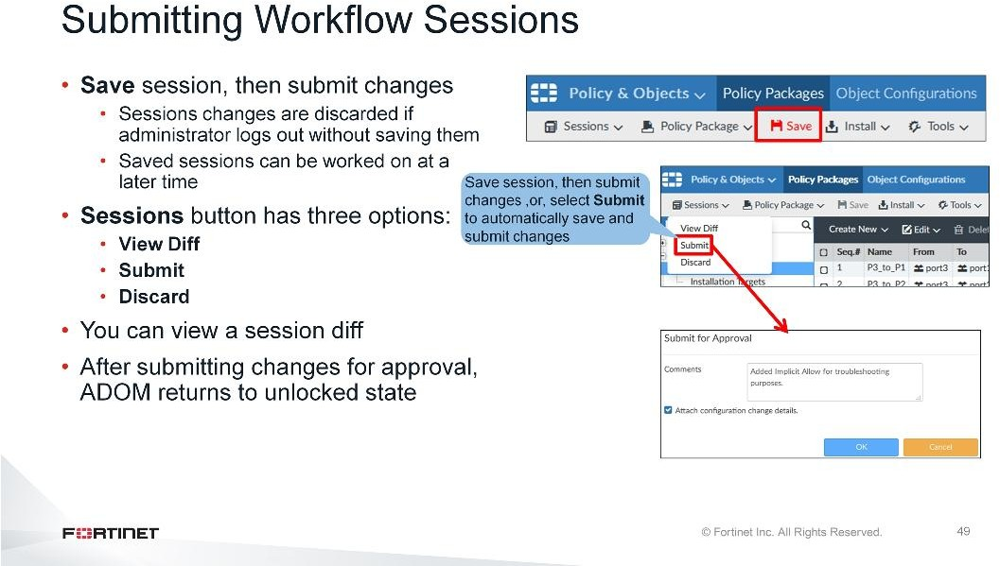 Submitting Workflow Sessions
• Save session, then submit changes
• Sessions changes are discarded if
administrator logs out without saving them
• Saved sessions can be worked on at a
later time
• Sessions button has three options:
• View Diff
• Submit
• Discard
• You can view a session diff
• After submitting changes for approval,
ADOM returns to unlocked state
Policy & Objects Policy Packages Object Configurations
Sessions Policy Package Save Install Tools
Save session, then submit
changes ,or, select Submit
to automatically save and
submit changes
Policy & Objects Policy Packages Object Configurations
Sessions Policy Package Save Install Tools
View Diff
Submit
Discard
Installation Targets
Create New Edit Delet
Seq.# Name From To
1 P3_to_P1 port3 port1
2 P3_to_P2 port3
Submit for Approval
Comments
Added Implicit Allow for troubleshooting
purposes.
Attach configuration change details.
OK Cancel
FORTINET
© Fortinet Inc. All Rights Reserved.
49